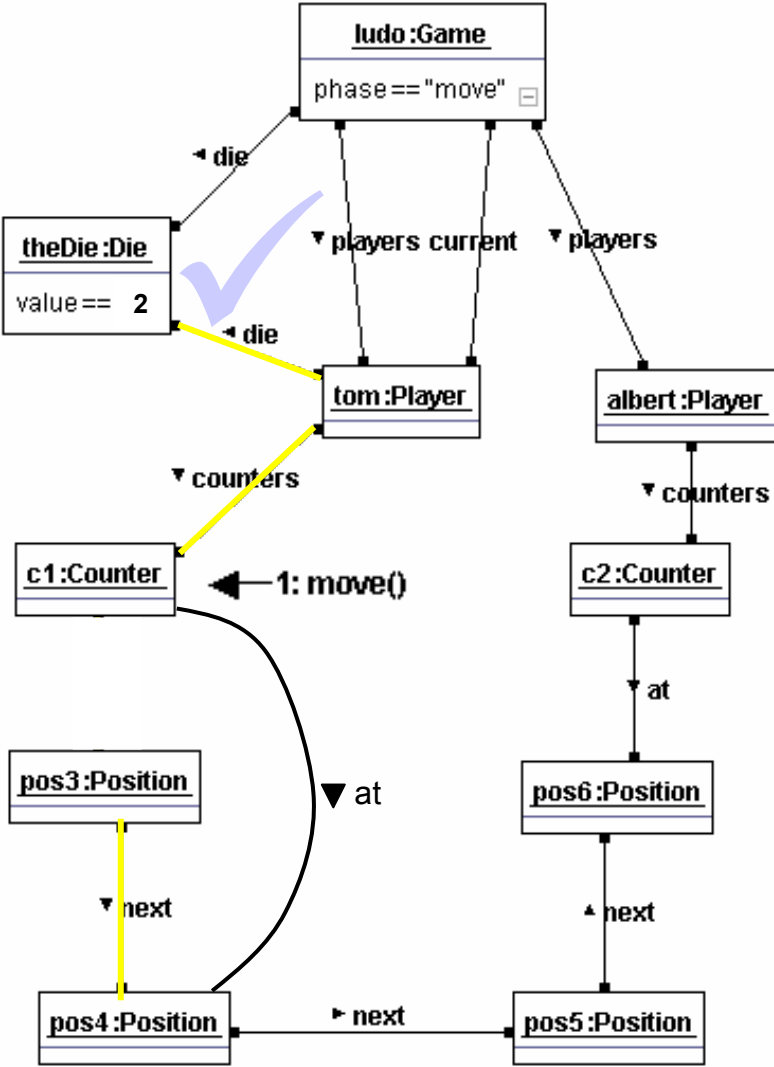 ludo :Game
phase == "move"
◄ die
▼ players current
▼ players
theDie :Die
value == 2
◄ die
tom :Player
albert :Player
▼ counters
▼ counters
c1 :Counter
1: move()
c2 :Counter
▼ at
pos3 :Position
▼ at
pos6 :Position
▼ next
▲ next
pos4 :Position
► next
pos5 :Position